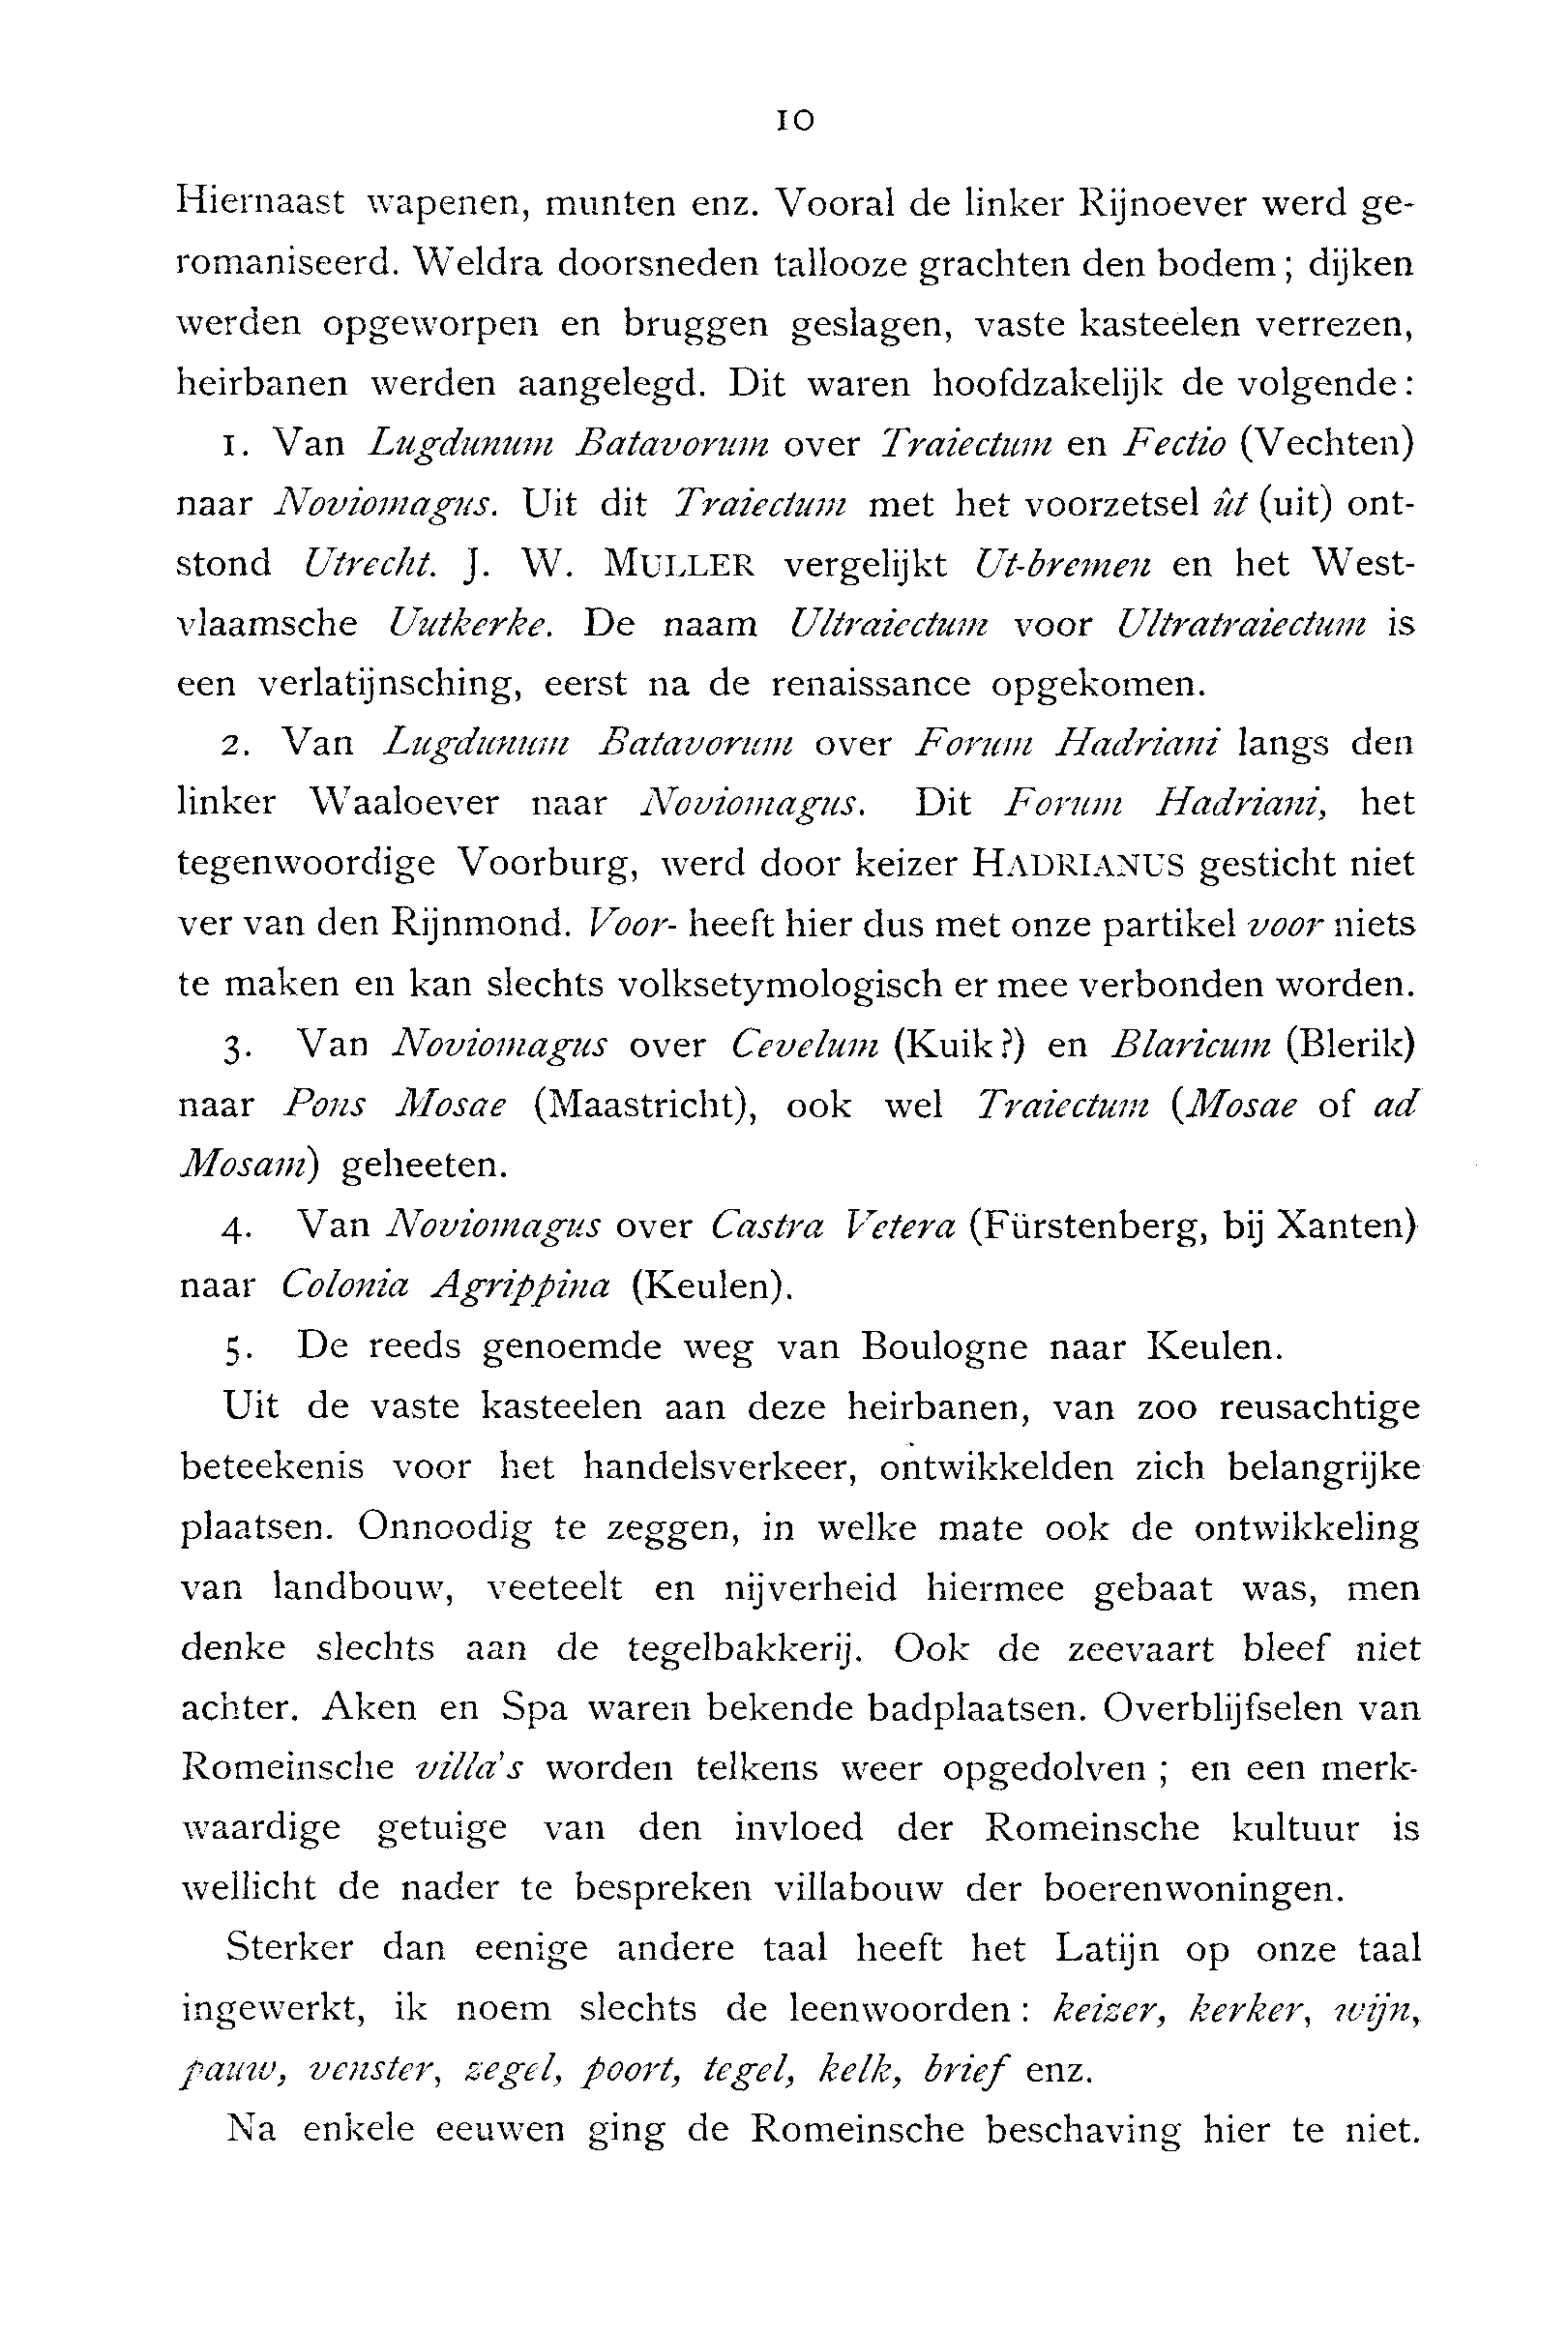 10
Hiernaast wapenen, munten enz. Vooral de linker Rijnoever werd ge-
romaniseerd. Weldra doorsneden tallooze grachten den bodem; dijken
werden opgeworpen en bruggen geslagen, vaste kasteelen verrezen,
heirbanen werden aangelegd. Dit waren hoofdzakelijk de volgende:
1. Van Lugdunum Batavorum over Traiectum en Fectio (Vechten)
naar Noviomagus. Uit dit Traiectum met het voorzetsel ût (uit) ont-
stond Utrecht. J. W. MULLER vergelijkt Ut-bremen en het West-
vlaamsche Uutkerke. De naam Ultraiectum voor Ultratraiectum is
een verlatijnsching, eerst na de renaissance opgekomen.
2. Van Lugdunum Batavorum over Forum Hadriani langs den
linker Waaloever naar Noviomagus. Dit Forum Hadriani, het
tegenwoordige Voorburg, werd door keizer HADRIANUS gesticht niet
ver van den Rijnmond. Voor- heeft hier dus met onze partikel voor niets
te maken en kan slechts volksetymologisch er mee verbonden worden.
3. Van Noviomagus over Cevelum (Kuik?) en Blaricum (Blerik)
naar Pons Mosae (Maastricht), ook wel Traiectum (Mosae of ad
Mosam) geheeten.
4. Van Noviomagus over Castra Vetera (Fürstenberg, bij Xanten)
naar Colonia Agrippina (Keulen).
5. De reeds genoemde weg van Boulogne naar Keulen.
Uit de vaste kasteelen aan deze heirbanen, van zoo reusachtige
beteekenis voor het handelsverkeer, ontwikkelden zich belangrijke
plaatsen. Onnoodig te zeggen, in welke mate ook de ontwikkeling
van landbouw, veeteelt en nijverheid hiermee gebaat was, men
denke slechts aan de tegelbakkerij. Ook de zeevaart bleef niet
achter. Aken en Spa waren bekende badplaatsen. Overblijfselen van
Romeinsche villa's worden telkens weer opgedolven; en een merk-
waardige getuige van den invloed der Romeinsche kultuur is
wellicht de nader te bespreken villabouw der boerenwoningen.
Sterker dan eenige andere taal heeft het Latijn op onze taal
ingewerkt, ik noem slechts de leenwoorden: keizer, kerker, wijn,
pauw, venster, zegel, poort, tegel, kelk, brief enz.
Na enkele eeuwen ging de Romeinsche beschaving hier te niet.